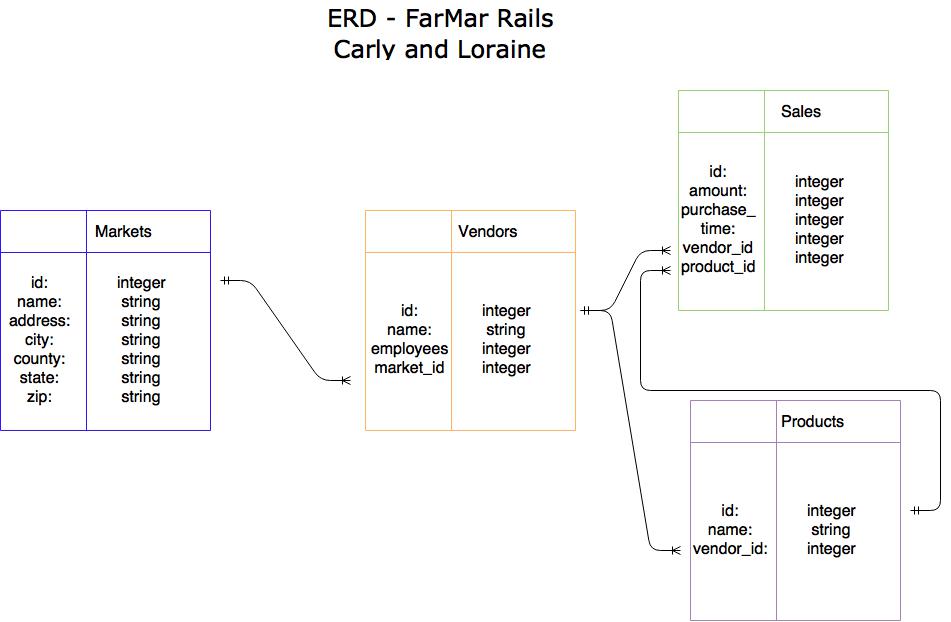 ERD - FarMar Rails
Carly and Loraine
Markets
id: integer
name: string
address: string
city: string
county: string
state: string
zip: string
Vendors
id: integer
name: string
employees integer
market_id integer
Sales
id: integer
amount: integer
purchase_ integer
time: integer
vendor_id integer
product_id
Products
id: integer
name: string
vendor_id: integer